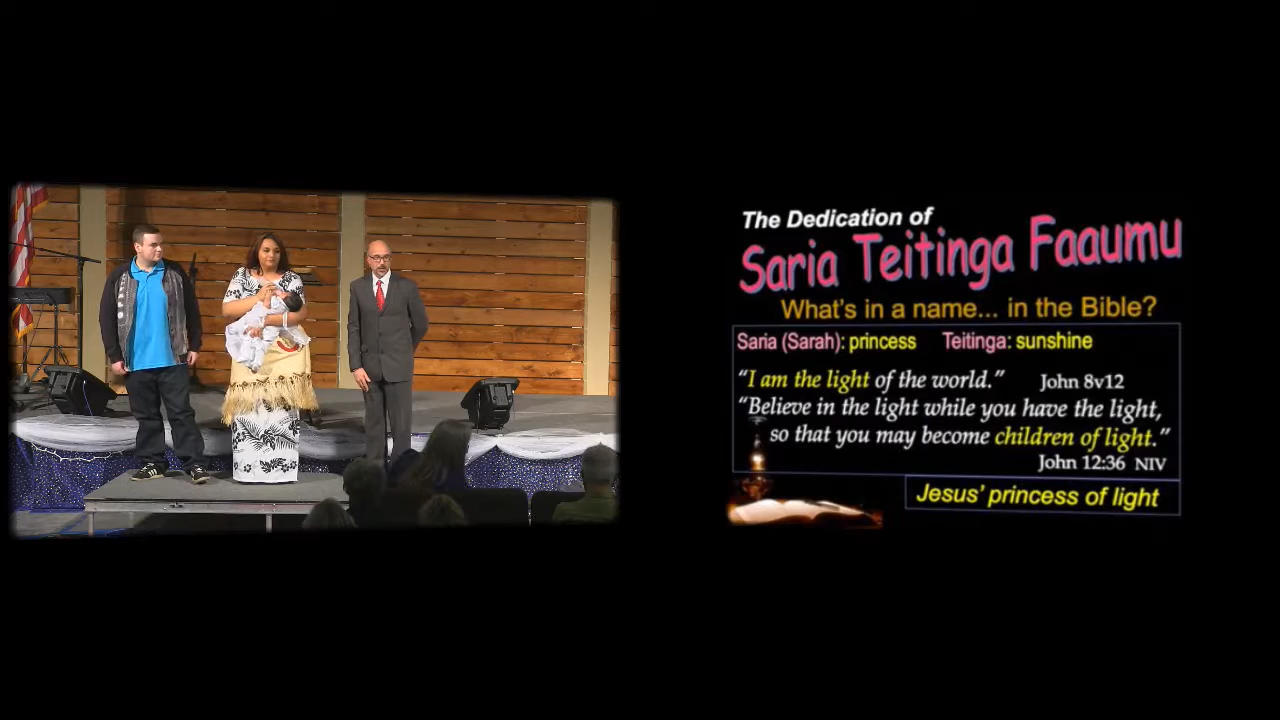 The Dedication of
Saria Teitinga Faaumu
What's in a name... in the Bible?
Saria (Sarah): princess Teitinga: sunshine
“I am the light of the world.” John 8v12
“Believe in the light while you have the light,
so that you may become children of light.”
John 12:36 NIV
Jesus' princess of light